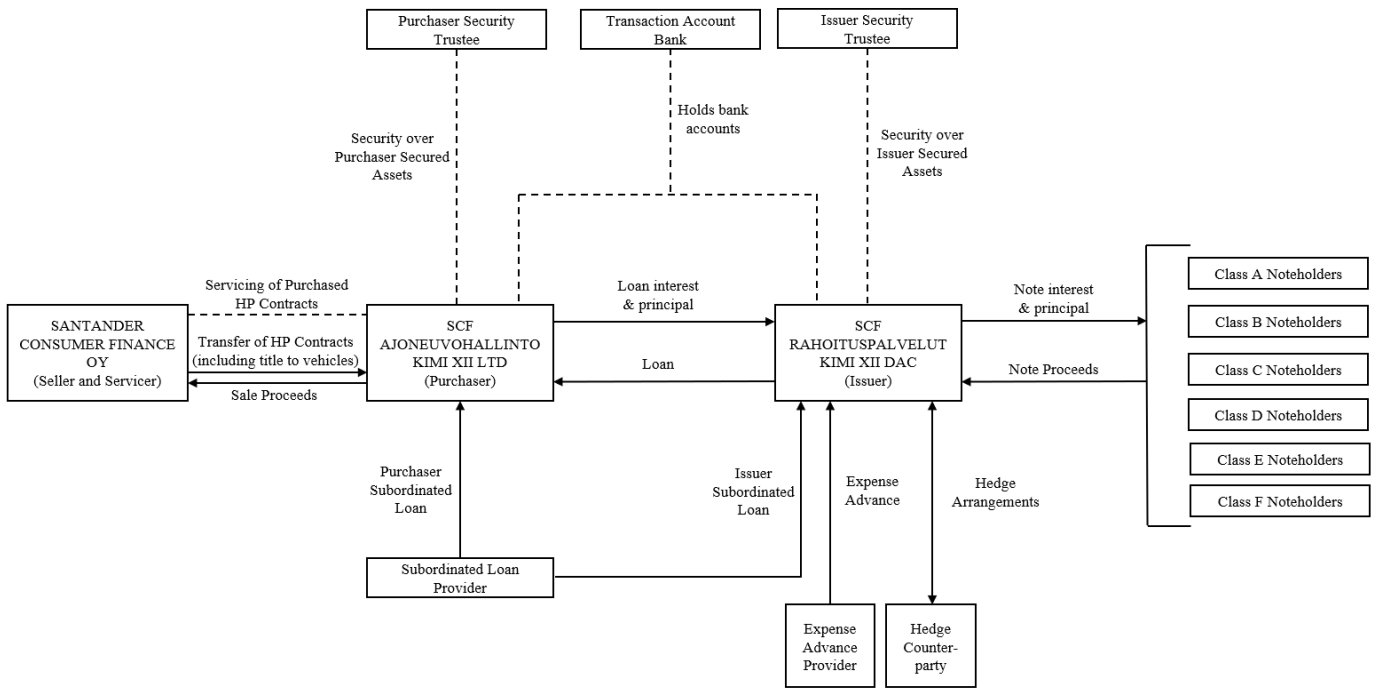 Purchaser Security
Trustee
Transaction Account
Bank
Issuer Security
Trustee
Holds bank
accounts
Security over
Purchaser Secured
Assets
Security over
Issuer Secured
Assets
Servicing of Purchased
HP Contracts
SANTANDER
CONSUMER FINANCE
OY
(Seller and Servicer)
Transfer of HP Contracts
(including title to vehicles)
Sale Proceeds
SCF
AJONEUVOHALLINTO
KIMI XII LTD
(Purchaser)
Loan interest
& principal
Loan
SCF
RAHOITUSPALVELUT
KIMI XII DAC
(Issuer)
Note interest
& principal
Note Proceeds
Class A Noteholders
Class B Noteholders
Class C Noteholders
Class D Noteholders
Class E Noteholders
Class F Noteholders
Purchaser
Subordinated
Loan
Issuer
Subordinated
Loan
Expense
Advance
Hedge
Arrangements
Subordinated Loan
Provider
Expense
Advance
Provider
Hedge
Counter-
party